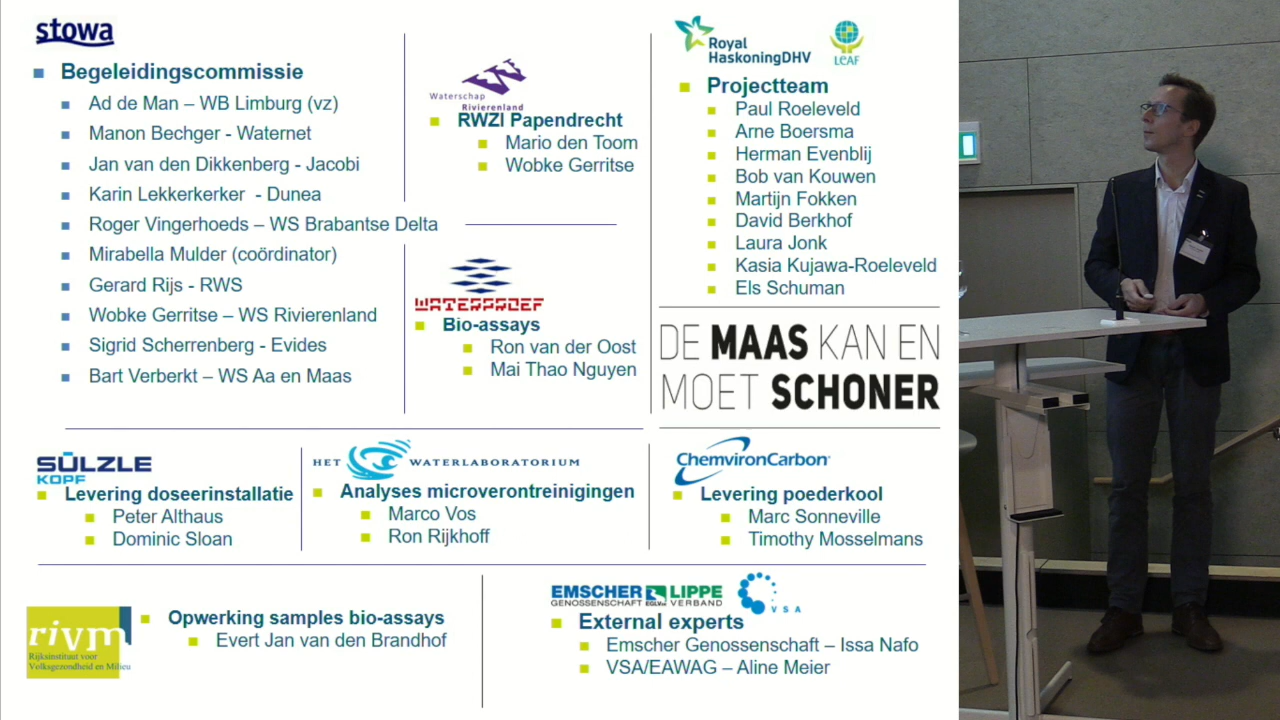 stowa
Begeleidingscommissie
Ad de Man – WB Limburg (vz)
Manon Bechger - Waternet
Jan van den Dikkenberg - Jacobi
Karin Lekkerkerker - Dunea
Roger Vingerhoeds – WS Brabantse Delta
Mirabella Mulder (coördinator)
Gerard Rijs - RWS
Wobke Gerritse – WS Rivierenland
Sigrid Scherrenberg - Evides
Bart Verberkt – WS Aa en Maas
Waterschap
Rivierenland
RWZI Papendrecht
Mario den Toom
Wobke Gerritse
WATERPROEF
Bio-assays
Ron van der Oost
Mai Thao Nguyen
Royal
HaskoningDHV
LeAF
Projectteam
Paul Roeleveld
Arne Boersma
Herman Evenblij
Bob van Kouwen
Martijn Fokken
David Berkhof
Laura Jonk
Kasia Kujawa-Roeleveld
Els Schuman
DE MAAS KAN EN
MOET SCHONER
SÜLZLE
KOPF
Levering doseerinstallatie
Peter Althaus
Dominic Sloan
HET WATERLABORATORIUM
Analyses microverontreinigingen
Marco Vos
Ron Rijkhoff
ChemvironCarbon
Levering poederkool
Marc Sonneville
Timothy Mosselmans
rivm
Rijksinstituut voor
Volksgezondheid en Milieu
Opwerking samples bio-assays
Evert Jan van den Brandhof
EMSCHER LIPPE
GENOSSENSCHAFT EGLV VERBAND
VSA
External experts
Emscher Genossenschaft – Issa Nafo
VSA/EAWAG – Aline Meier